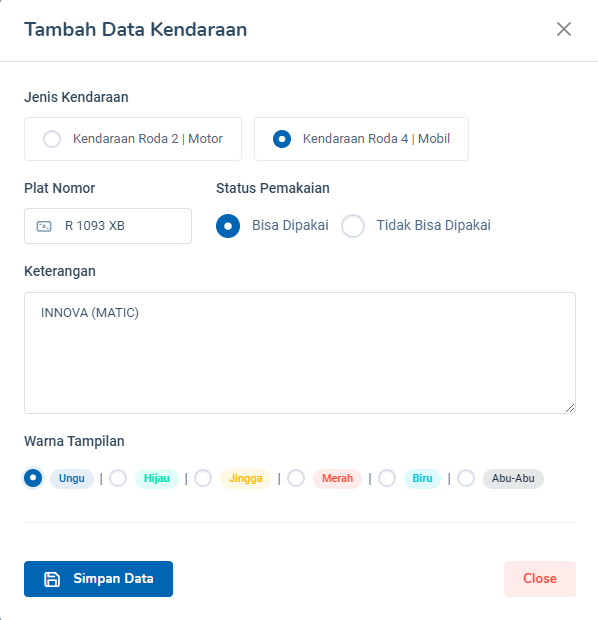 Tambah Data Kendaraan
Jenis Kendaraan
Kendaraan Roda 2 | Motor
Kendaraan Roda 4 | Mobil
Plat Nomor
Status Pemakaian
R 1093 XB
Bisa Dipakai
Tidak Bisa Dipakai
Keterangan
INNOVA (MATIC)
Warna Tampilan
Ungu | Hijau | Jingga | Merah | Biru | Abu-Abu
Simpan Data
Close